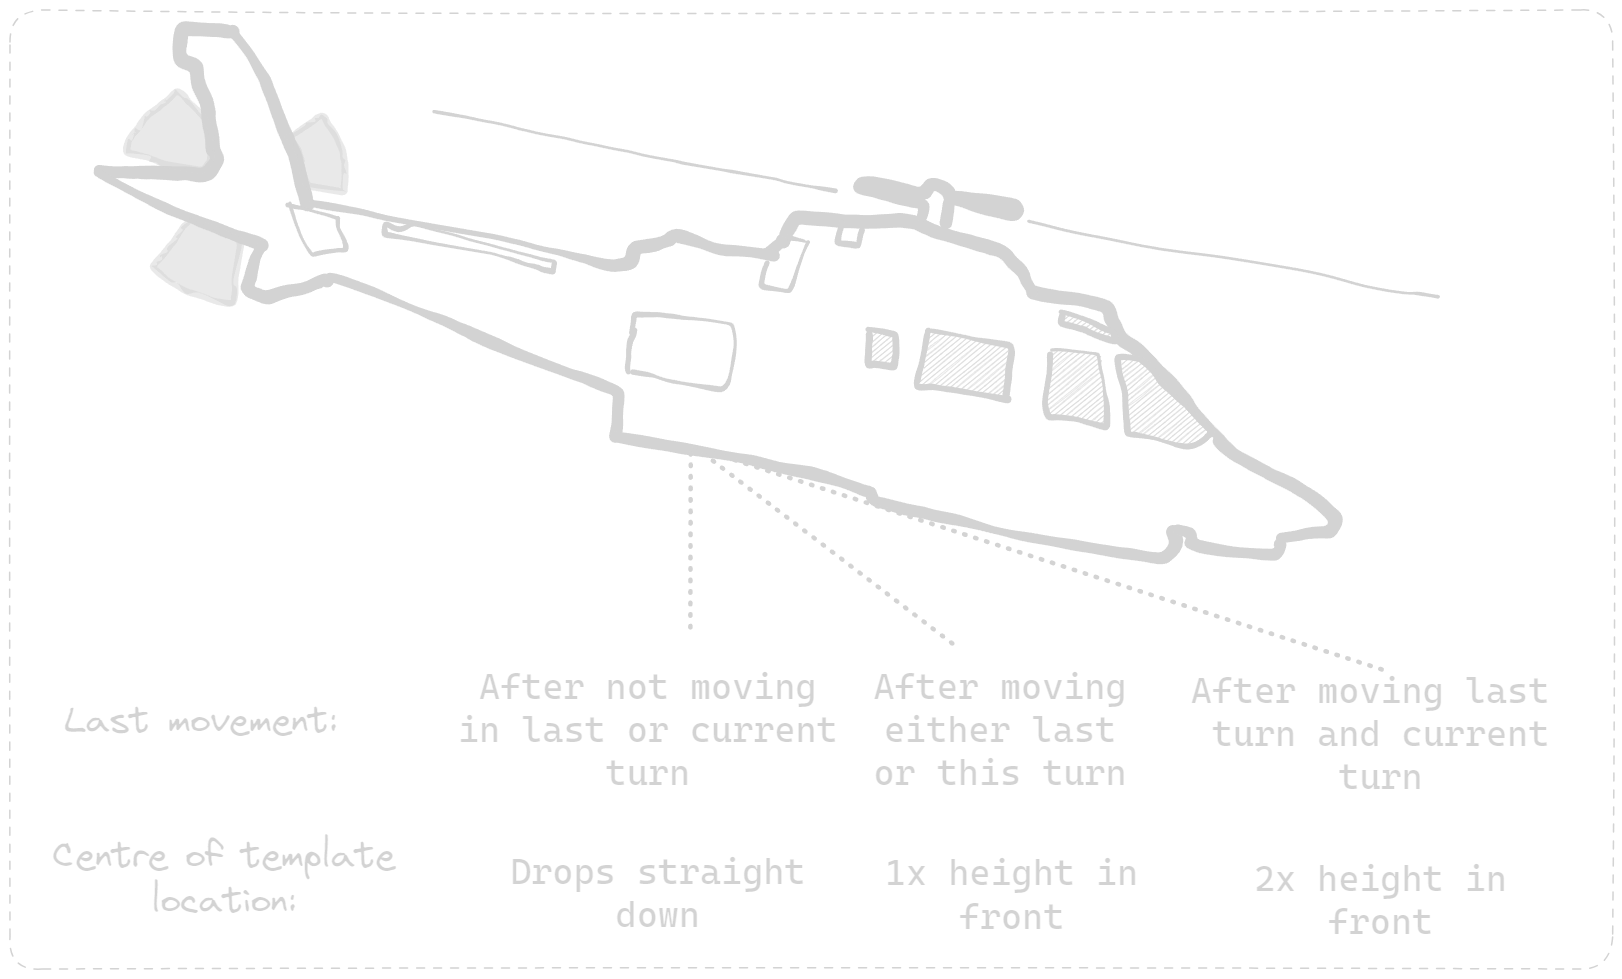 Last movement:
After not moving
in last or current
turn
After moving
either last
or this turn
After moving last
turn and current
turn
Centre of template
location:
Drops straight
down
1x height in
front
2x height in
front